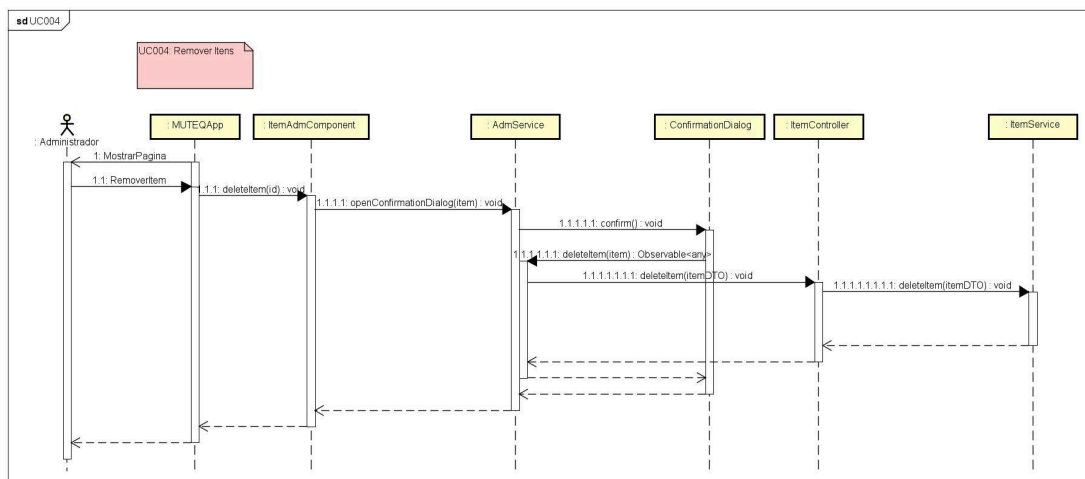 sd UC004
UC004: Remover Itens
: Administrador
: MUTEQApp
: ItemAdmComponent
: AdmService
: ConfirmationDialog
: ItemController
: ItemService
1: MostrarPagina
1.1: RemoverItem
1.1.1: deleteItem(id) : void
1.1.1.1: openConfirmationDialog(item) : void
1.1.1.1.1: confirm() : void
1.1.1.1.1.1: deleteItem(item) : Observable<any>
1.1.1.1.1.1.1: deleteItem(itemDTO) : void
1.1.1.1.1.1.1.1: deleteItem(itemDTO) : void